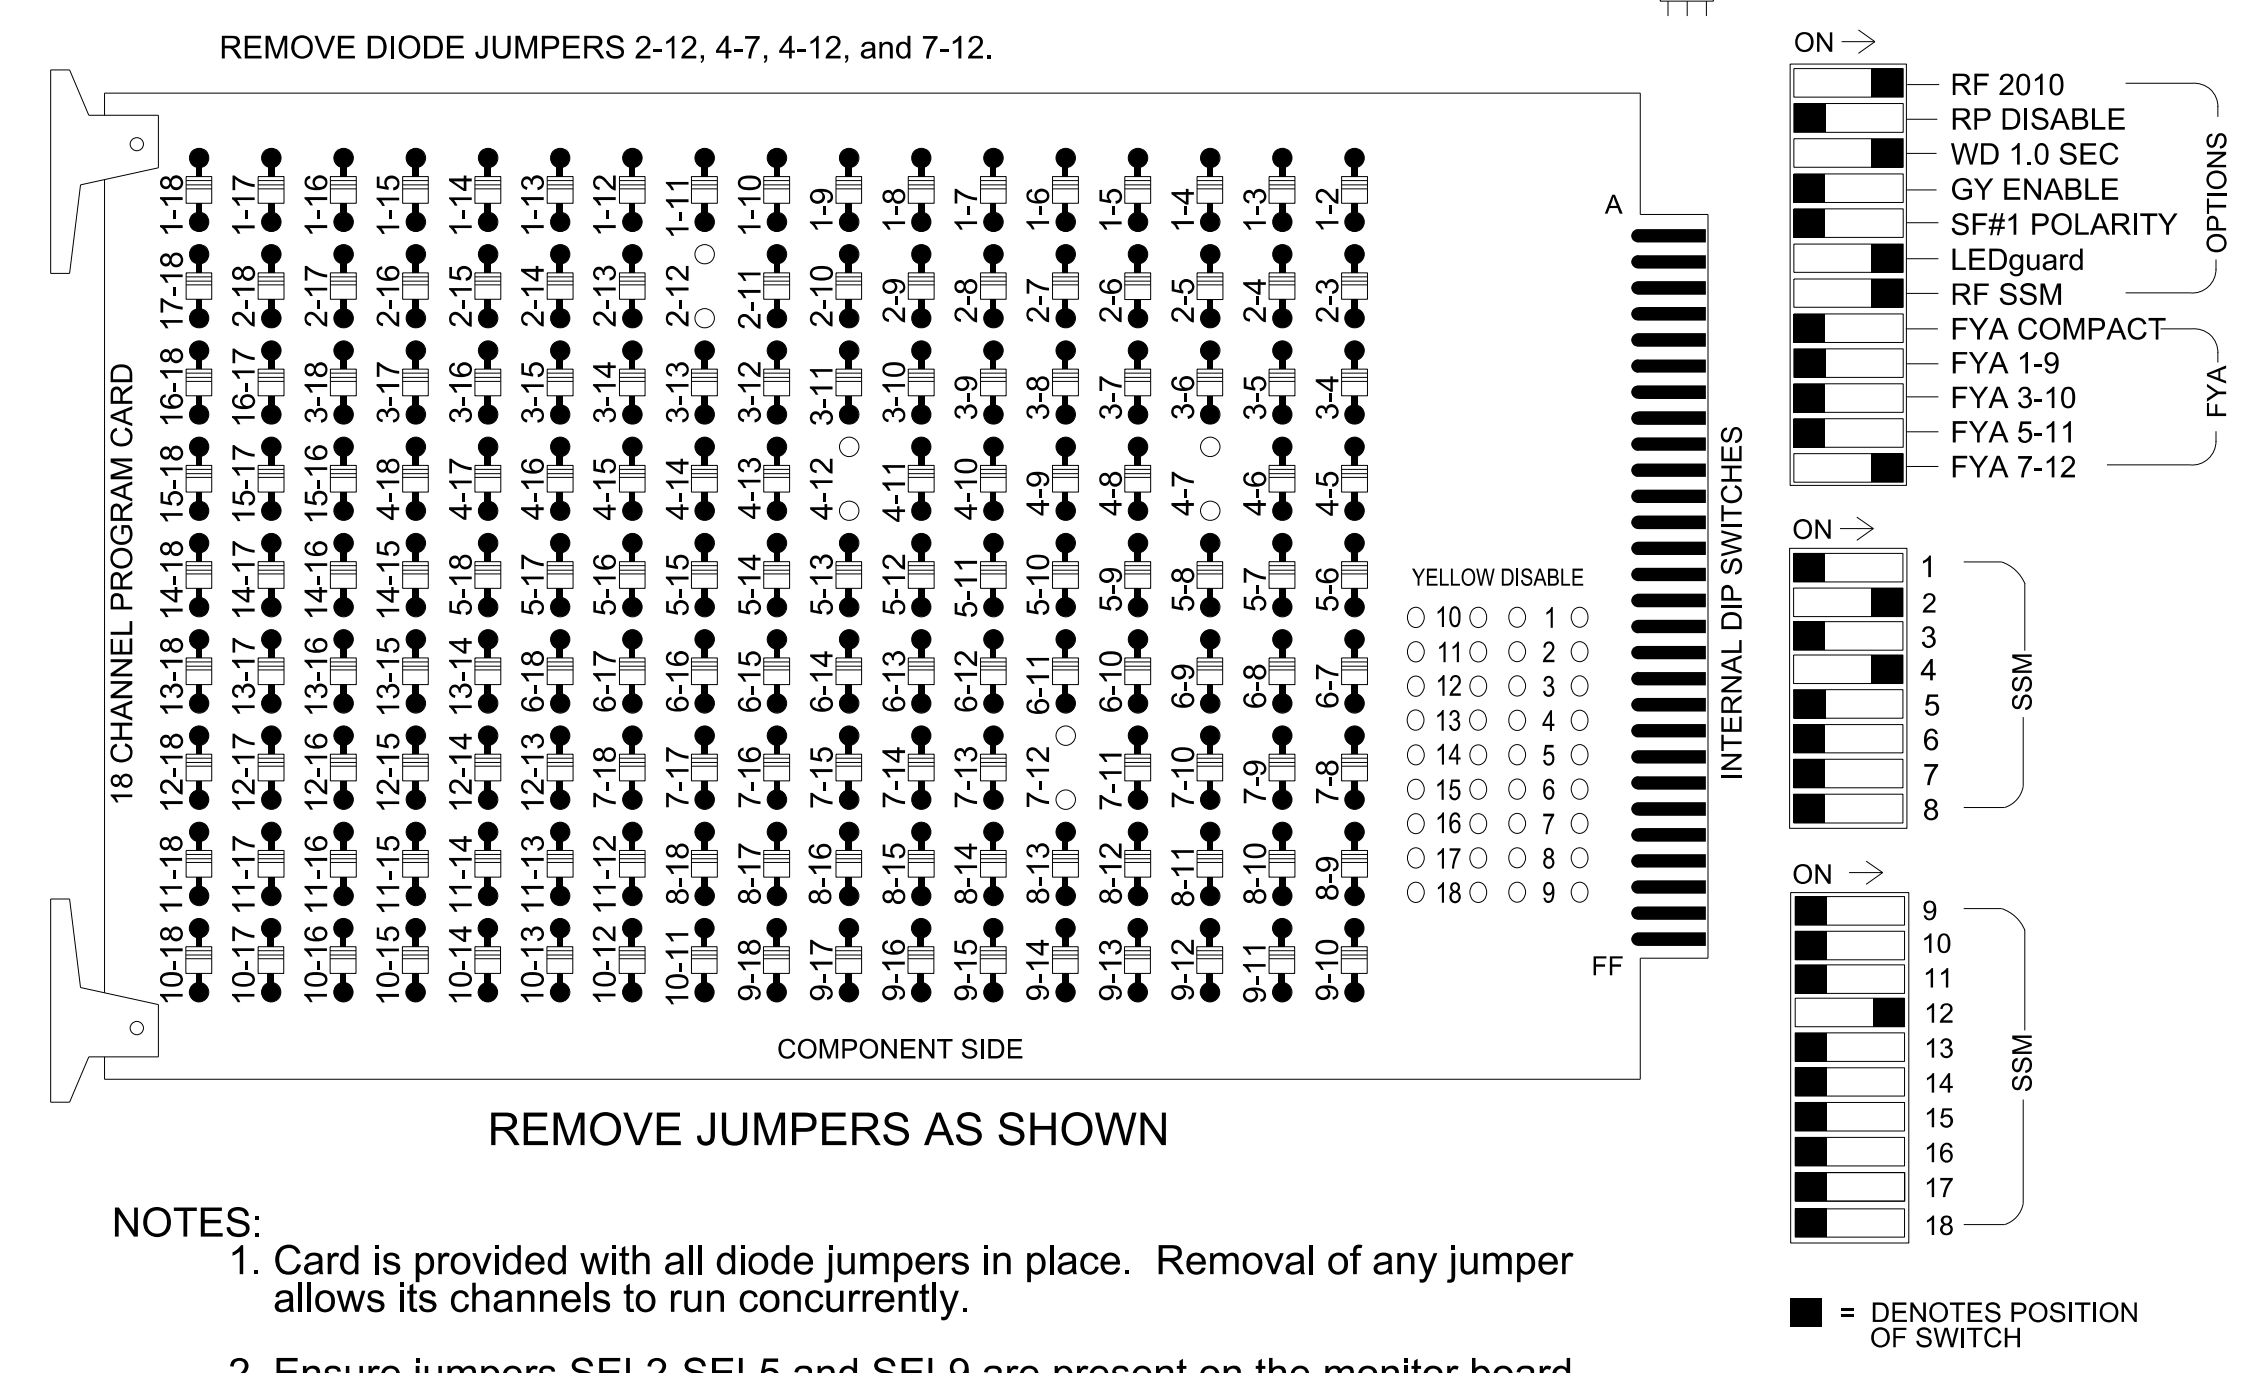 REMOVE DIODE JUMPERS 2-12, 4-7, 4-12, and 7-12.
18 CHANNEL PROGRAM CARD
1-18 1-17 1-16 1-15 1-14 1-13 1-12 1-11 1-10 1-9 1-8 1-7 1-6 1-5 1-4 1-3 1-2
17-18 2-18 2-17 2-16 2-15 2-14 2-13 2-12 2-11 2-10 2-9 2-8 2-7 2-6 2-5 2-4 2-3
16-18 16-17 3-18 3-17 3-16 3-15 3-14 3-13 3-12 3-11 3-10 3-9 3-8 3-7 3-6 3-5 3-4
15-18 15-17 15-16 4-18 4-17 4-16 4-15 4-14 4-13 4-12 4-11 4-10 4-9 4-8 4-7 4-6 4-5
14-18 14-17 14-16 14-15 5-18 5-17 5-16 5-15 5-14 5-13 5-12 5-11 5-10 5-9 5-8 5-7 5-6
13-18 13-17 13-16 13-15 13-14 6-18 6-17 6-16 6-15 6-14 6-13 6-12 6-11 6-10 6-9 6-8 6-7
12-18 12-17 12-16 12-15 12-14 12-13 7-18 7-17 7-16 7-15 7-14 7-13 7-12 7-11 7-10 7-9 7-8
11-18 11-17 11-16 11-15 11-14 11-13 11-12 8-18 8-17 8-16 8-15 8-14 8-13 8-12 8-11 8-10 8-9
10-18 10-17 10-16 10-15 10-14 10-13 10-12 10-11 9-18 9-17 9-16 9-15 9-14 9-13 9-12 9-11 9-10
YELLOW DISABLE
10 1
11 2
12 3
13 4
14 5
15 6
16 7
17 8
18 9
A
FF
COMPONENT SIDE
INTERNAL DIP SWITCHES
ON
RF 2010
RP DISABLE
WD 1.0 SEC
GY ENABLE
SF#1 POLARITY
LEDguard
RF SSM
OPTIONS
FYA COMPACT
FYA 1-9
FYA 3-10
FYA 5-11
FYA 7-12
FYA
ON
1
2
3
4
5
6
7
8
SSM
ON
9
10
11
12
13
14
15
16
17
18
SSM
= DENOTES POSITION
OF SWITCH
REMOVE JUMPERS AS SHOWN
NOTES:
1. Card is provided with all diode jumpers in place. Removal of any jumper
allows its channels to run concurrently.
2. Ensure jumpers SEL2-SEL5 and SEL9 are present on the monitor board.